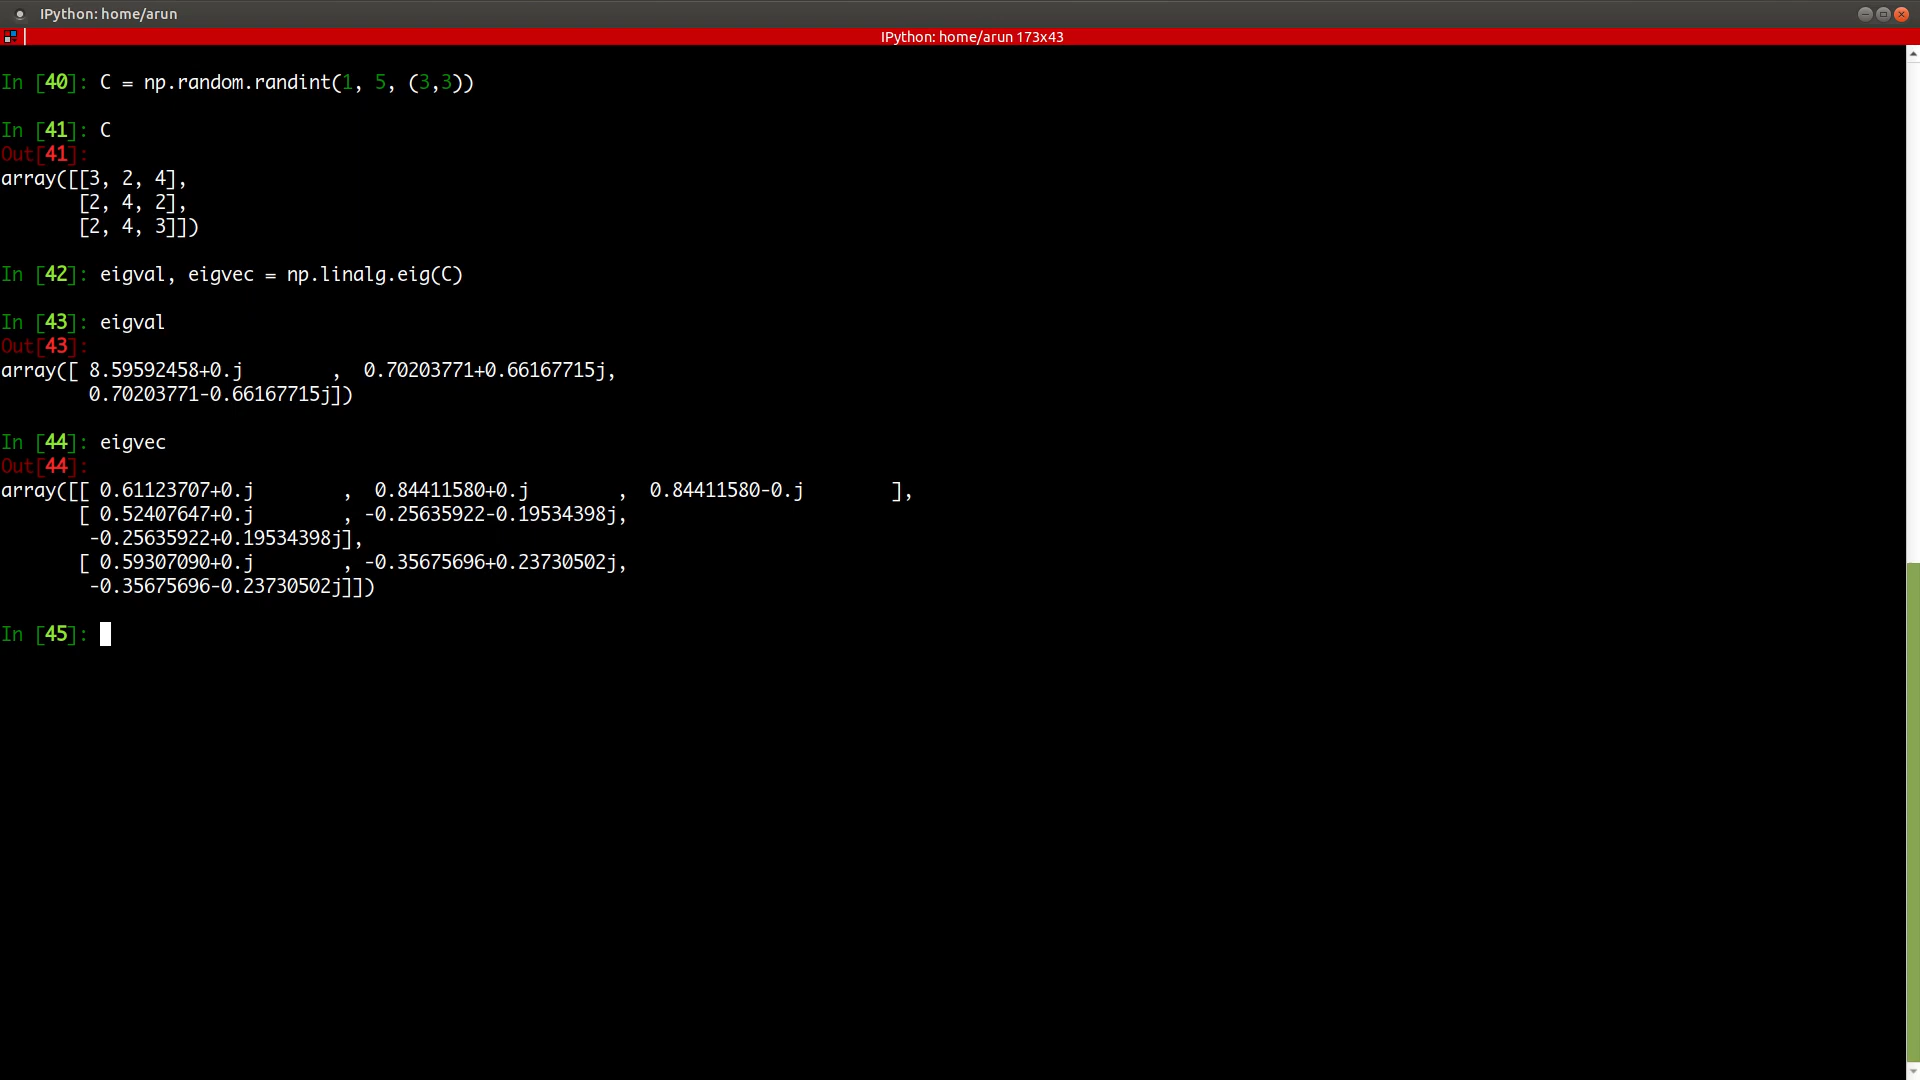 IPython: home/arun
IPython: home/arun 173x43
In [40]: C = np.random.randint(1, 5, (3,3))
In [41]: C
Out[41]:
array([[3, 2, 4],
       [2, 4, 2],
       [2, 4, 3]])
In [42]: eigval, eigvec = np.linalg.eig(C)
In [43]: eigval
Out[43]:
array([ 8.59592458+0.j        ,  0.70203771+0.66167715j,
        0.70203771-0.66167715j])
In [44]: eigvec
Out[44]:
array([[ 0.61123707+0.j        ,  0.84411580+0.j        ,  0.84411580-0.j        ],
       [ 0.52407647+0.j        , -0.25635922-0.19534398j,
        -0.25635922+0.19534398j],
       [ 0.59307090+0.j        , -0.35675696+0.23730502j,
        -0.35675696-0.23730502j]])
In [45]: